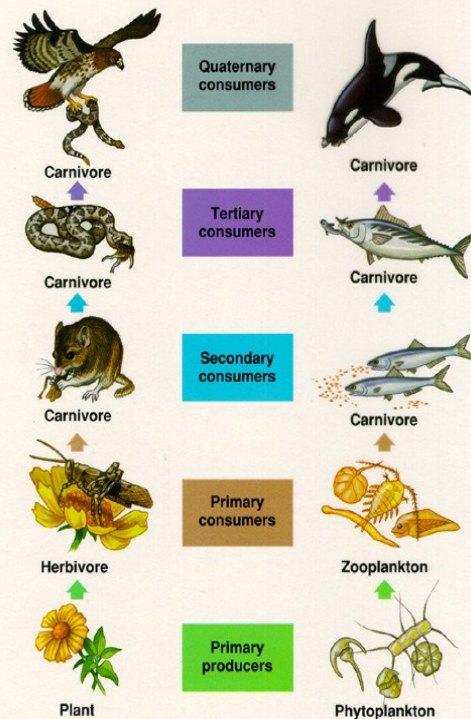 Quaternary
consumers
Carnivore
Carnivore
Tertiary
consumers
Carnivore
Carnivore
Secondary
consumers
Carnivore
Carnivore
Primary
consumers
Herbivore
Zooplankton
Primary
producers
Plant
Phytoplankton